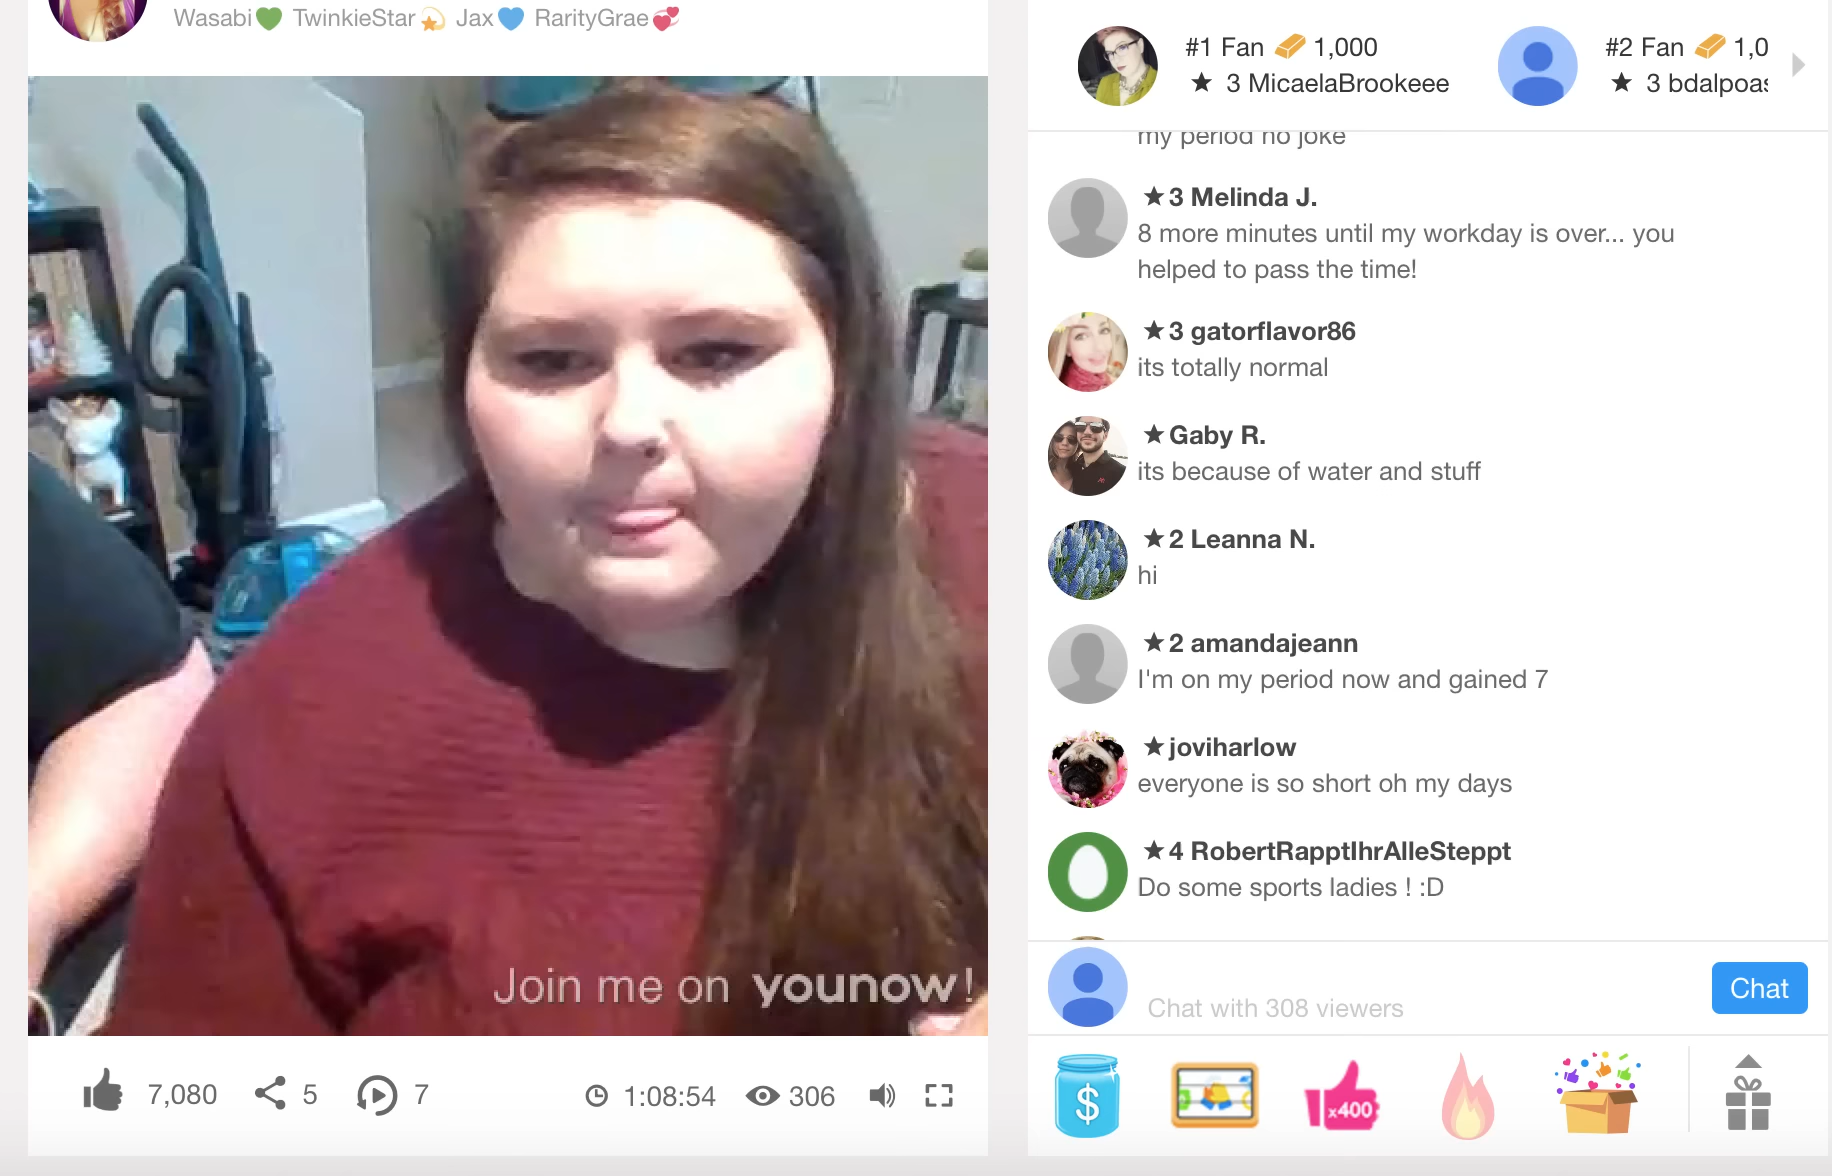 Wasabi💚 TwinkieStar💫 Jax💙 RarityGrae💞
#1 Fan 1,000
★ 3 MicaelaBrookeee
#2 Fan 1,0
★ 3 bdalpoas
my period no joke
★3 Melinda J.
8 more minutes until my workday is over... you
helped to pass the time!
★3 gatorflavor86
its totally normal
★Gaby R.
its because of water and stuff
★2 Leanna N.
hi
★2 amandajeann
I'm on my period now and gained 7
★joviharlow
everyone is so short oh my days
★4 RobertRapptIhrAlleSteppt
Do some sports ladies ! :D
Join me on younow!
Chat with 308 viewers
Chat
7,080 5 7 1:08:54 306
$
x400